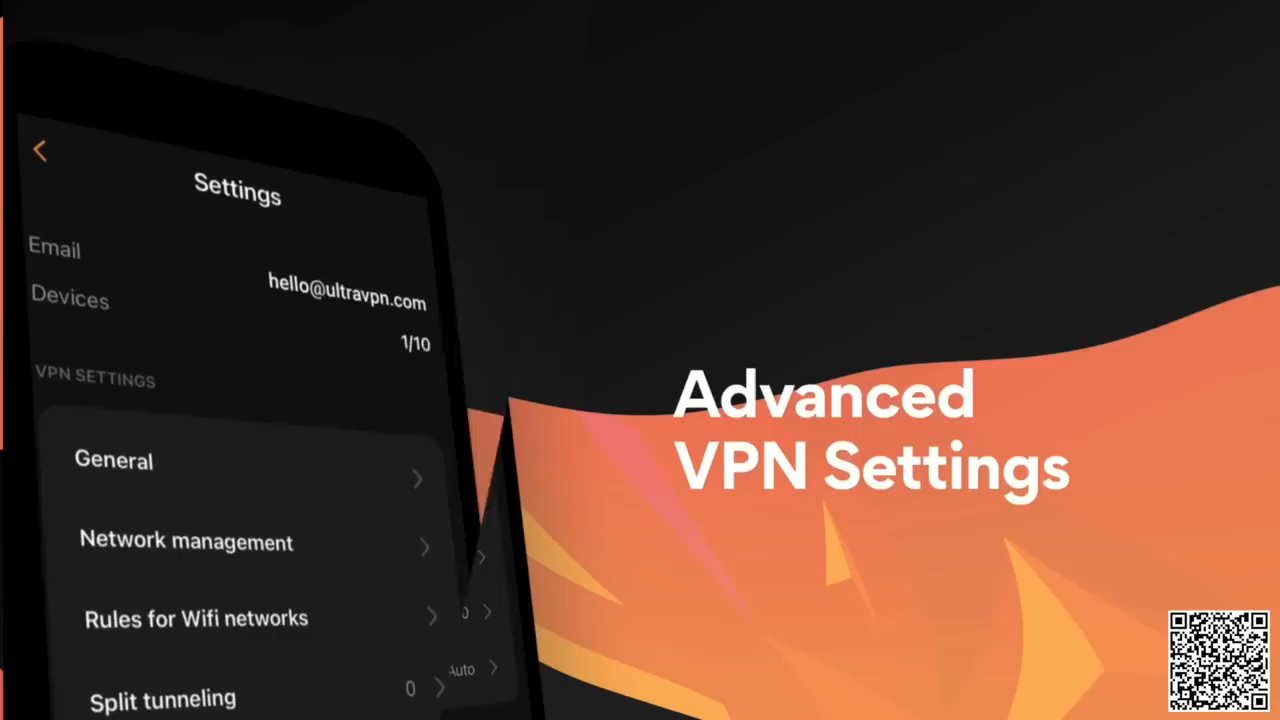 Settings
Email
hello@ultravpn.com
Devices
1/10
VPN SETTINGS
General
Network management
Rules for Wifi networks
0
Split tunneling
0
Auto
Advanced
VPN Settings